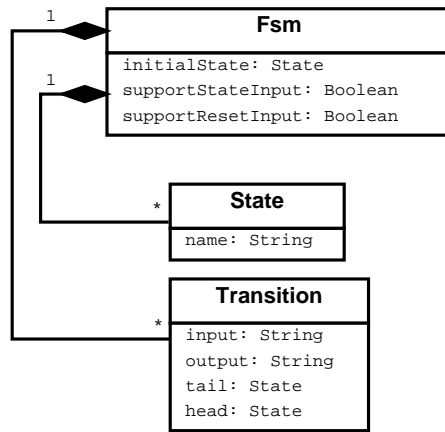 1
Fsm
initialState: State
1
supportStateInput: Boolean
supportResetInput: Boolean
*
State
name: String
Transition
*
input: String
output: String
tail: State
head: State